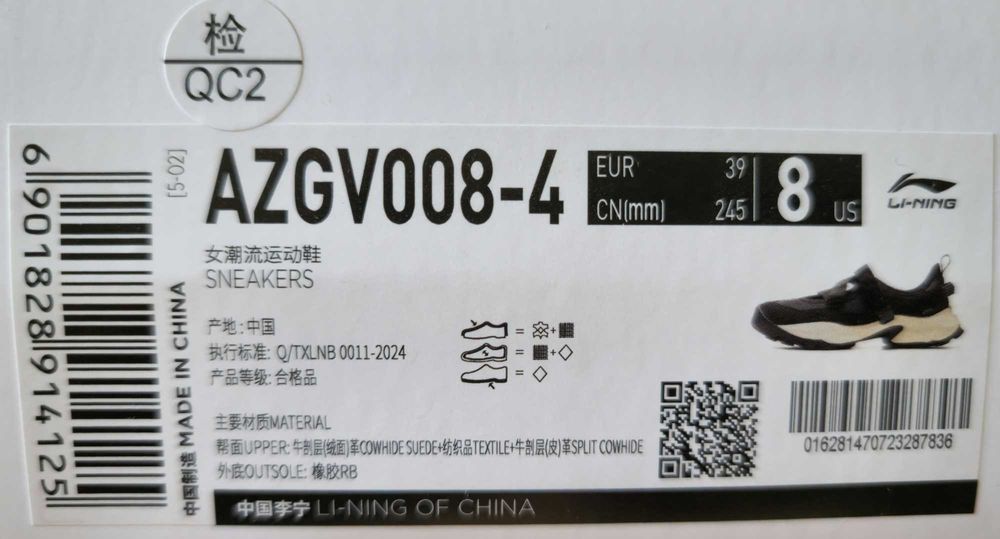 检
QC2
6901828914125
[5-02]
中国制造 MADE IN CHINA
AZGV008-4
EUR 39
CN(mm) 245
8 US
LI-NING
女潮流运动鞋
SNEAKERS
产地:中国
执行标准: Q/TXLNB 0011-2024
产品等级: 合格品
= +
= +
=
主要材质MATERIAL
帮面UPPER: 牛剖层(绒面)革COWHIDE SUEDE+纺织品TEXTILE+牛剖层(皮)革SPLIT COWHIDE
外底OUTSOLE: 橡胶RB
016281470723287836
中国李宁 LI-NING OF CHINA